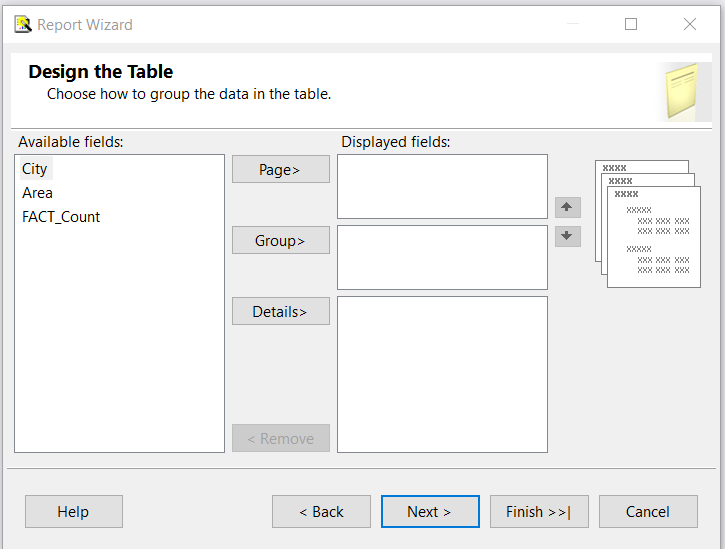 Report Wizard
Design the Table
Choose how to group the data in the table.
Available fields:
Displayed fields:
City
Area
FACT_Count
Page>
Group>
Details>
< Remove
xxxx
xxxx
xxxx
xxxxx
xxx xxx xxx
xxx xxx xxx
xxxxx
xxx xxx xxx
xxx xxx xxx
Help
< Back
Next >
Finish >>|
Cancel